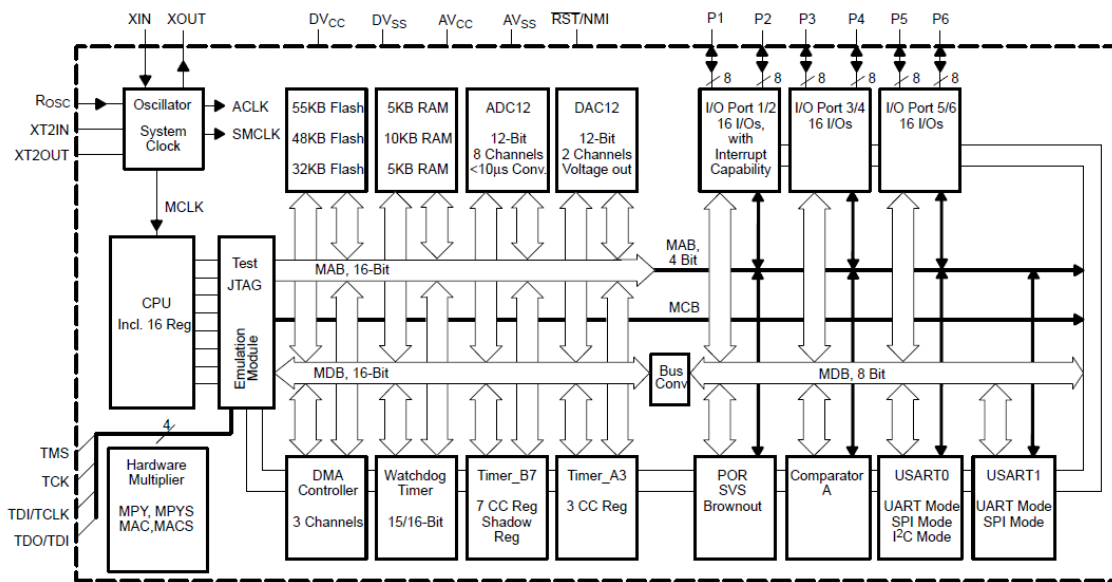 XIN
XOUT
DVCC
DVSS
AVCC
AVSS
RST/NMI
P1
P2
P3
P4
P5
P6
8
8
8
8
8
8
ROSC
XT2IN
XT2OUT
Oscillator
System
Clock
ACLK
SMCLK
MCLK
55KB Flash
48KB Flash
32KB Flash
5KB RAM
10KB RAM
5KB RAM
ADC12
12-Bit
8 Channels
<10μs Conv.
DAC12
12-Bit
2 Channels
Voltage out
I/O Port 1/2
16 I/Os,
with
Interrupt
Capability
I/O Port 3/4
16 I/Os
I/O Port 5/6
16 I/Os
CPU
Incl. 16 Reg
Test
JTAG
Emulation
Module
MAB, 16-Bit
MAB,
4 Bit
MCB
MDB, 16-Bit
Bus
Conv
MDB, 8 Bit
4
TMS
TCK
TDI/TCLK
TDO/TDI
Hardware
Multiplier
MPY, MPYS
MAC,MACS
DMA
Controller
3 Channels
Watchdog
Timer
15/16-Bit
Timer_B7
7 CC Reg
Shadow
Reg
Timer_A3
3 CC Reg
POR
SVS
Brownout
Comparator
A
USART0
UART Mode
SPI Mode
I²C Mode
USART1
UART Mode
SPI Mode